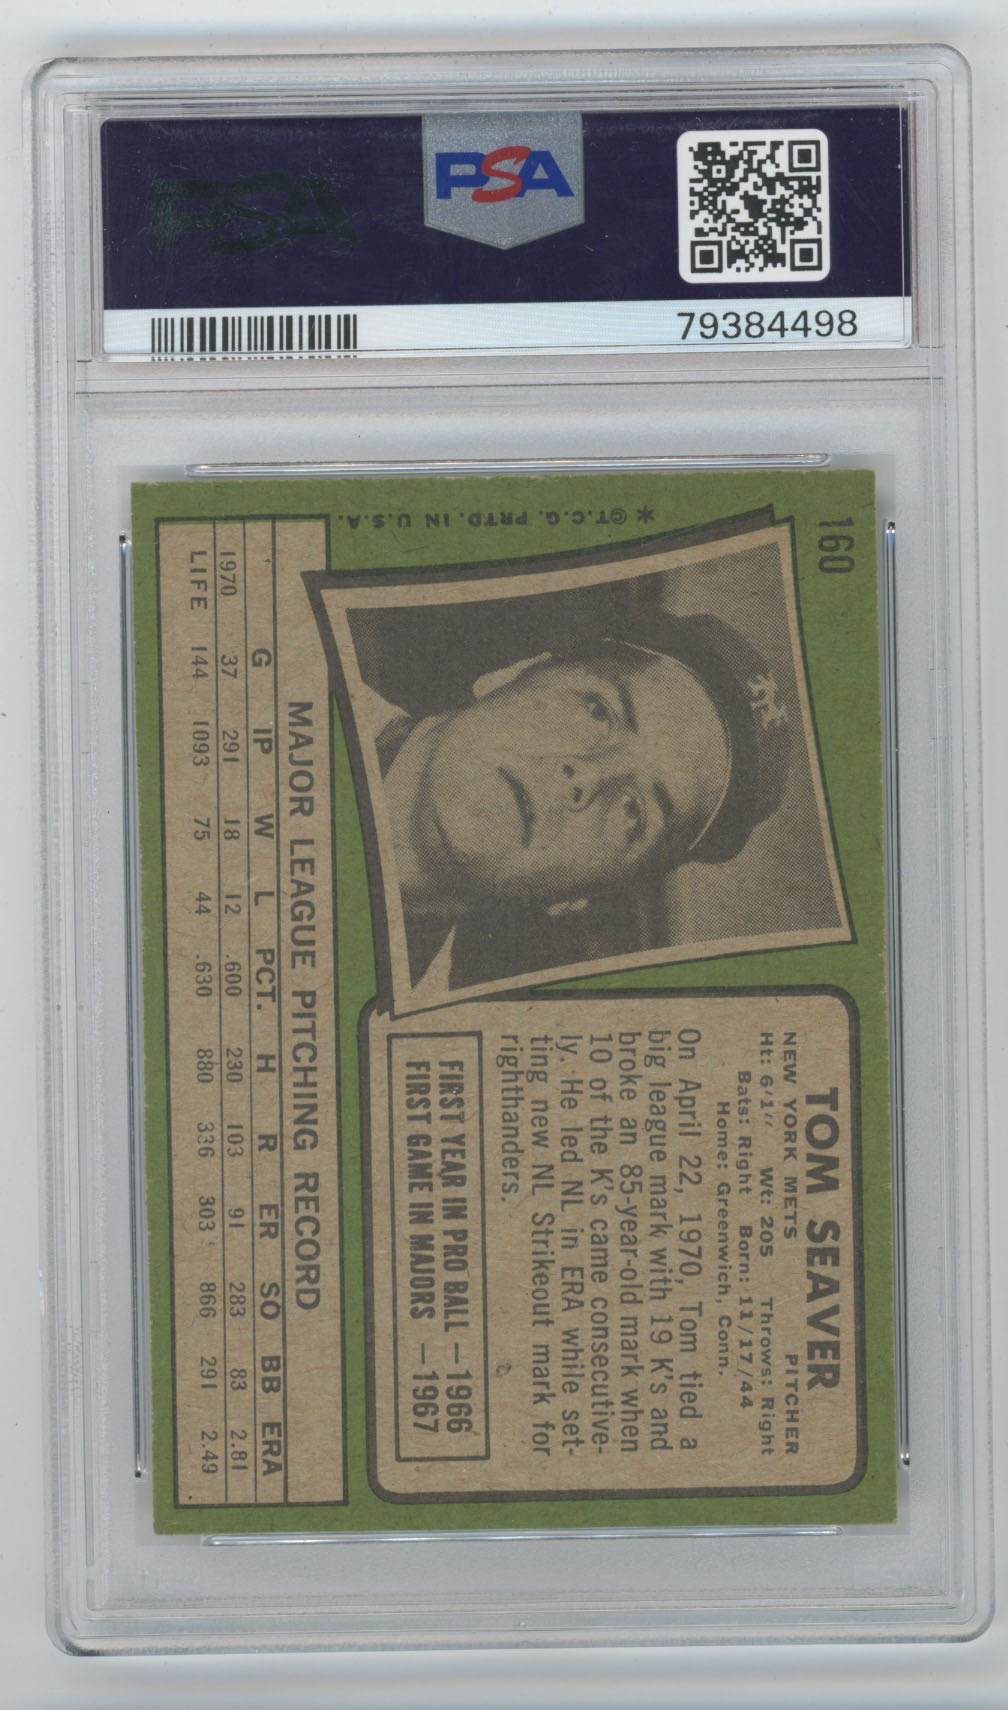 PSA
PSA
79384498
160
* © T.C.G. PRTD. IN U.S.A.
TOM SEAVER
NEW YORK METS PITCHER
Ht: 6'1" Wt: 205 Throws: Right
Bats: Right Born: 11/17/44
Home: Greenwich, Conn.
On April 22, 1970, Tom tied a
big league mark with 19 K's and
broke an 85-year-old mark when
10 of the K's came consecutive-
ly. He led NL in ERA while set-
ting new NL Strikeout mark for
righthanders.
FIRST YEAR IN PRO BALL —1966
FIRST GAME IN MAJORS —1967
MAJOR LEAGUE PITCHING RECORD
G IP W L PCT. H R ER SO BB ERA
1970 37 291 18 12 .600 230 103 91 283 83 2.81
LIFE 144 1093 75 44 .630 880 336 303 866 291 2.49